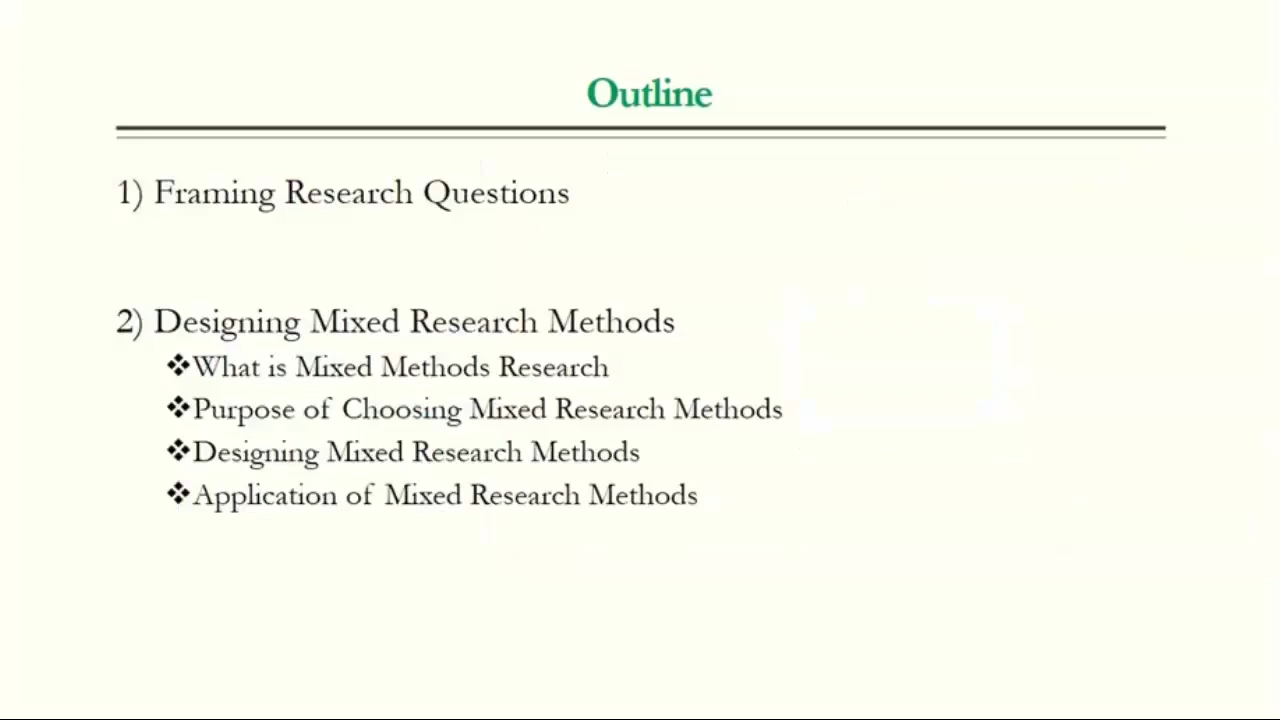 Outline
1) Framing Research Questions
2) Designing Mixed Research Methods
❖What is Mixed Methods Research
❖Purpose of Choosing Mixed Research Methods
❖Designing Mixed Research Methods
❖Application of Mixed Research Methods